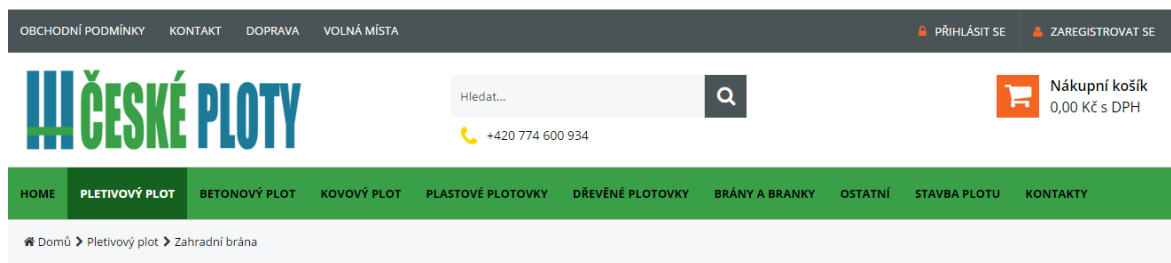 OBCHODNÍ PODMÍNKY KONTAKT DOPRAVA VOLNÁ MÍSTA PŘIHLÁSIT SE ZAREGISTROVAT SE
ČESKÉ PLOTY
Hledat...
+420 774 600 934
Nákupní košík
0,00 Kč s DPH
HOME PLETIVOVÝ PLOT BETONOVÝ PLOT KOVOVÝ PLOT PLASTOVÉ PLOTOVKY DŘEVĚNÉ PLOTOVKY BRÁNY A BRANKY OSTATNÍ STAVBA PLOTU KONTAKTY
Domů Pletivový plot Zahradní brána